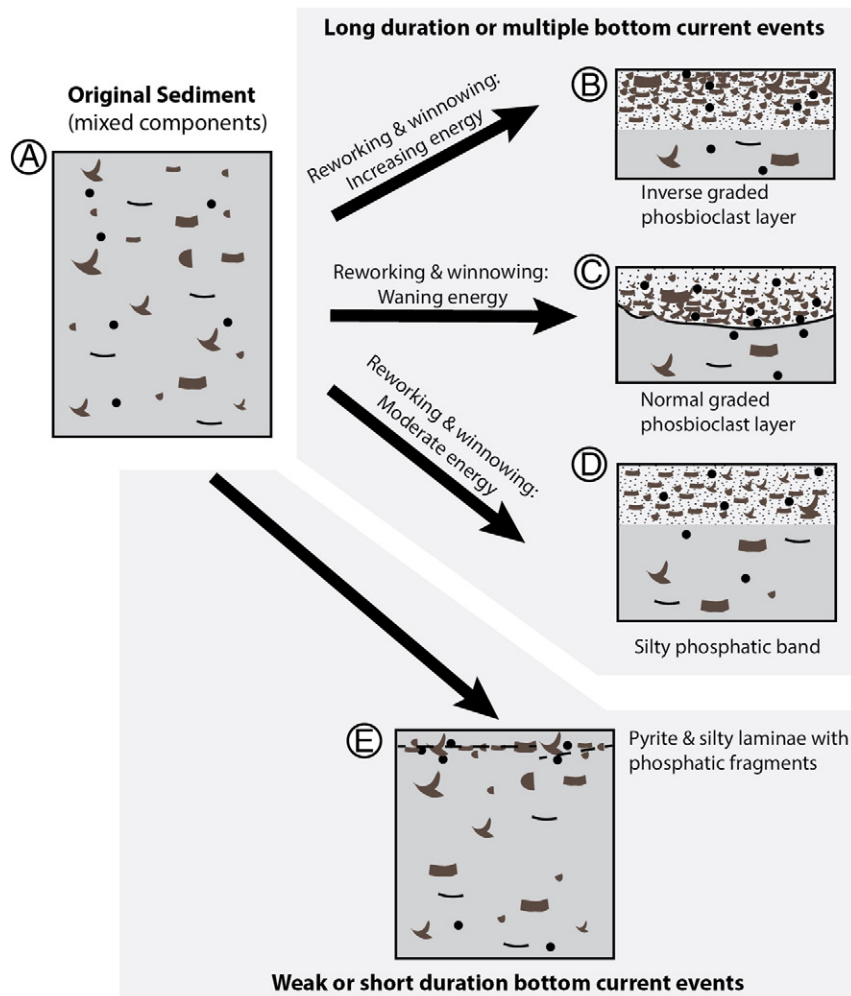 Long duration or multiple bottom current events
Original Sediment
(mixed components)
A
Reworking & winnowing:
Increasing energy
B
Inverse graded
phosbioclast layer
Reworking & winnowing:
Waning energy
C
Normal graded
phosbioclast layer
Reworking & winnowing:
Moderate energy
D
Silty phosphatic band
E
Pyrite & silty laminae with
phosphatic fragments
Weak or short duration bottom current events